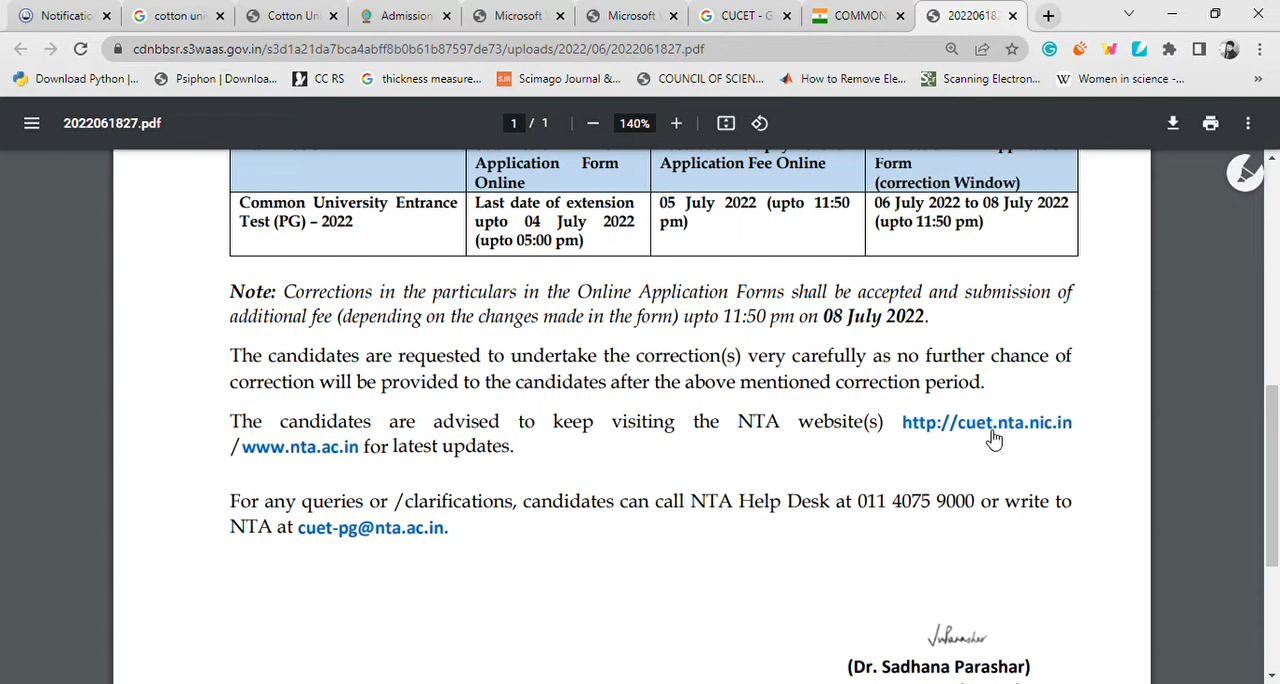 Notificatio
cotton uni
Cotton Uni
Admission
Microsoft
Microsoft
CUCET - G
COMMON
20220618
cdnbbsr.s3waas.gov.in/s3d1a21da7bca4abff8b0b61b87597de73/uploads/2022/06/2022061827.pdf
Download Python |...
Psiphon | Downloa...
CC RS
thickness measure...
SJR
Scimago Journal &...
COUNCIL OF SCIEN...
How to Remove Ele...
Scanning Electron...
Women in science -...
2022061827.pdf
1 / 1
140%
Application Form
Online
Application Fee Online
Form
(correction Window)
Common University Entrance
Test (PG) – 2022
Last date of extension
upto 04 July 2022
(upto 05:00 pm)
05 July 2022 (upto 11:50
pm)
06 July 2022 to 08 July 2022
(upto 11:50 pm)
Note: Corrections in the particulars in the Online Application Forms shall be accepted and submission of
additional fee (depending on the changes made in the form) upto 11:50 pm on 08 July 2022.
The candidates are requested to undertake the correction(s) very carefully as no further chance of
correction will be provided to the candidates after the above mentioned correction period.
The candidates are advised to keep visiting the NTA website(s) http://cuet.nta.nic.in
/www.nta.ac.in for latest updates.
For any queries or /clarifications, candidates can call NTA Help Desk at 011 4075 9000 or write to
NTA at cuet-pg@nta.ac.in.
(Dr. Sadhana Parashar)